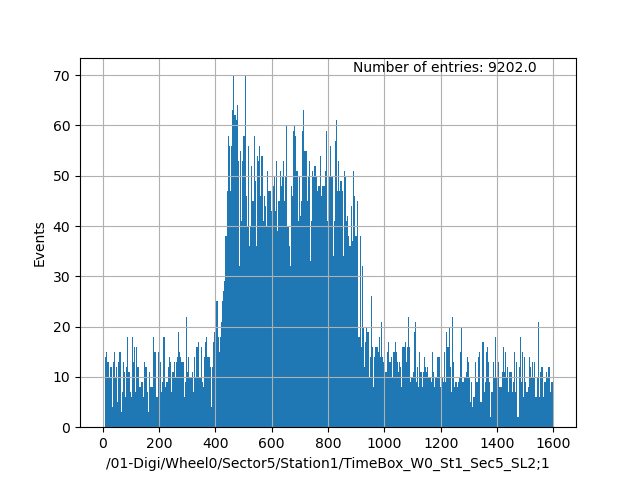 Number of entries: 9202.0
70
60
50
40
30
20
10
0
Events
0 200 400 600 800 1000 1200 1400 1600
/01-Digi/Wheel0/Sector5/Station1/TimeBox_W0_St1_Sec5_SL2;1